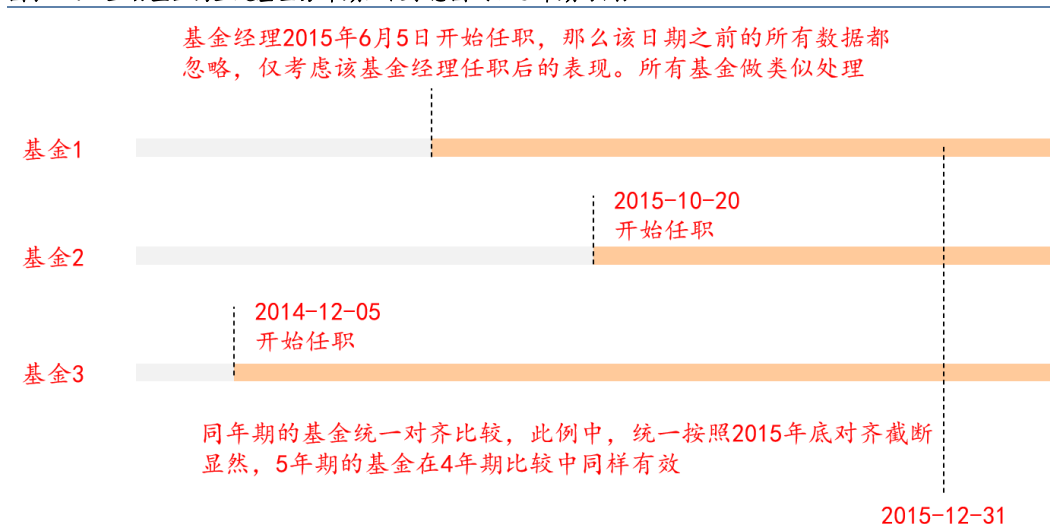 基金经理2015年6月5日开始任职，那么该日期之前的所有数据都
忽略，仅考虑该基金经理任职后的表现。所有基金做类似处理
基金1
2015-10-20
开始任职
基金2
2014-12-05
开始任职
基金3
同年期的基金统一对齐比较，此例中，统一按照2015年底对齐截断
显然，5年期的基金在4年期比较中同样有效
2015-12-31